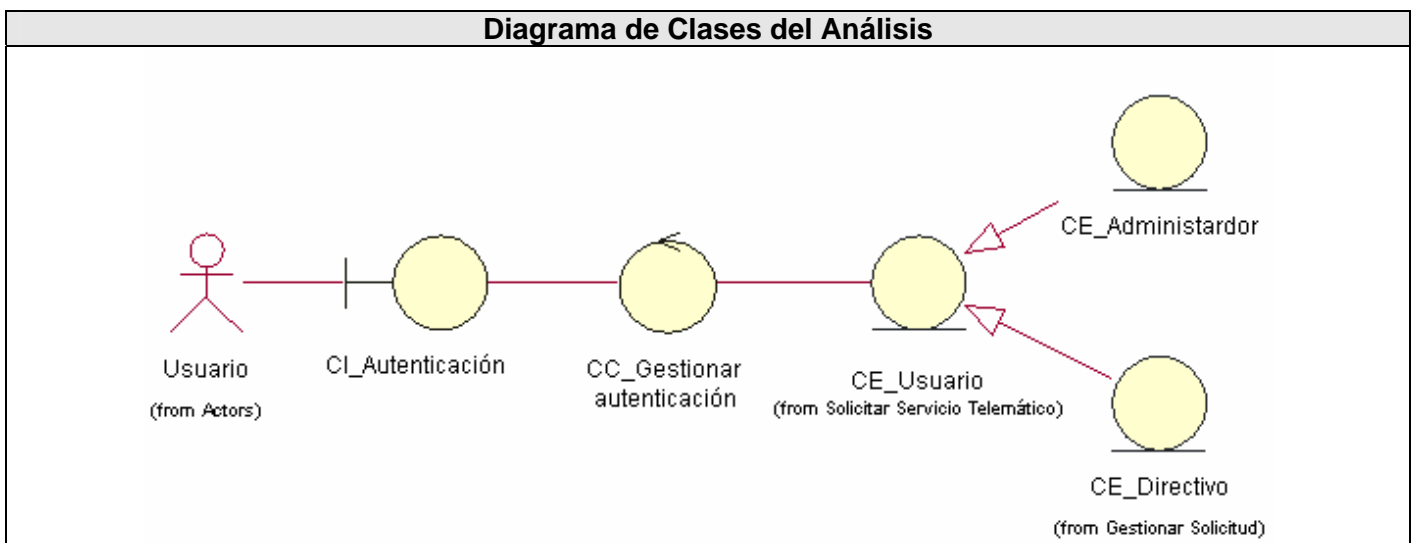 Diagrama de Clases del Análisis
CE_Administardor
Usuario
(from Actors)
CI_Autenticación
CC_Gestionar
autenticación
CE_Usuario
(from Solicitar Servicio Telemático)
CE_Directivo
(from Gestionar Solicitud)